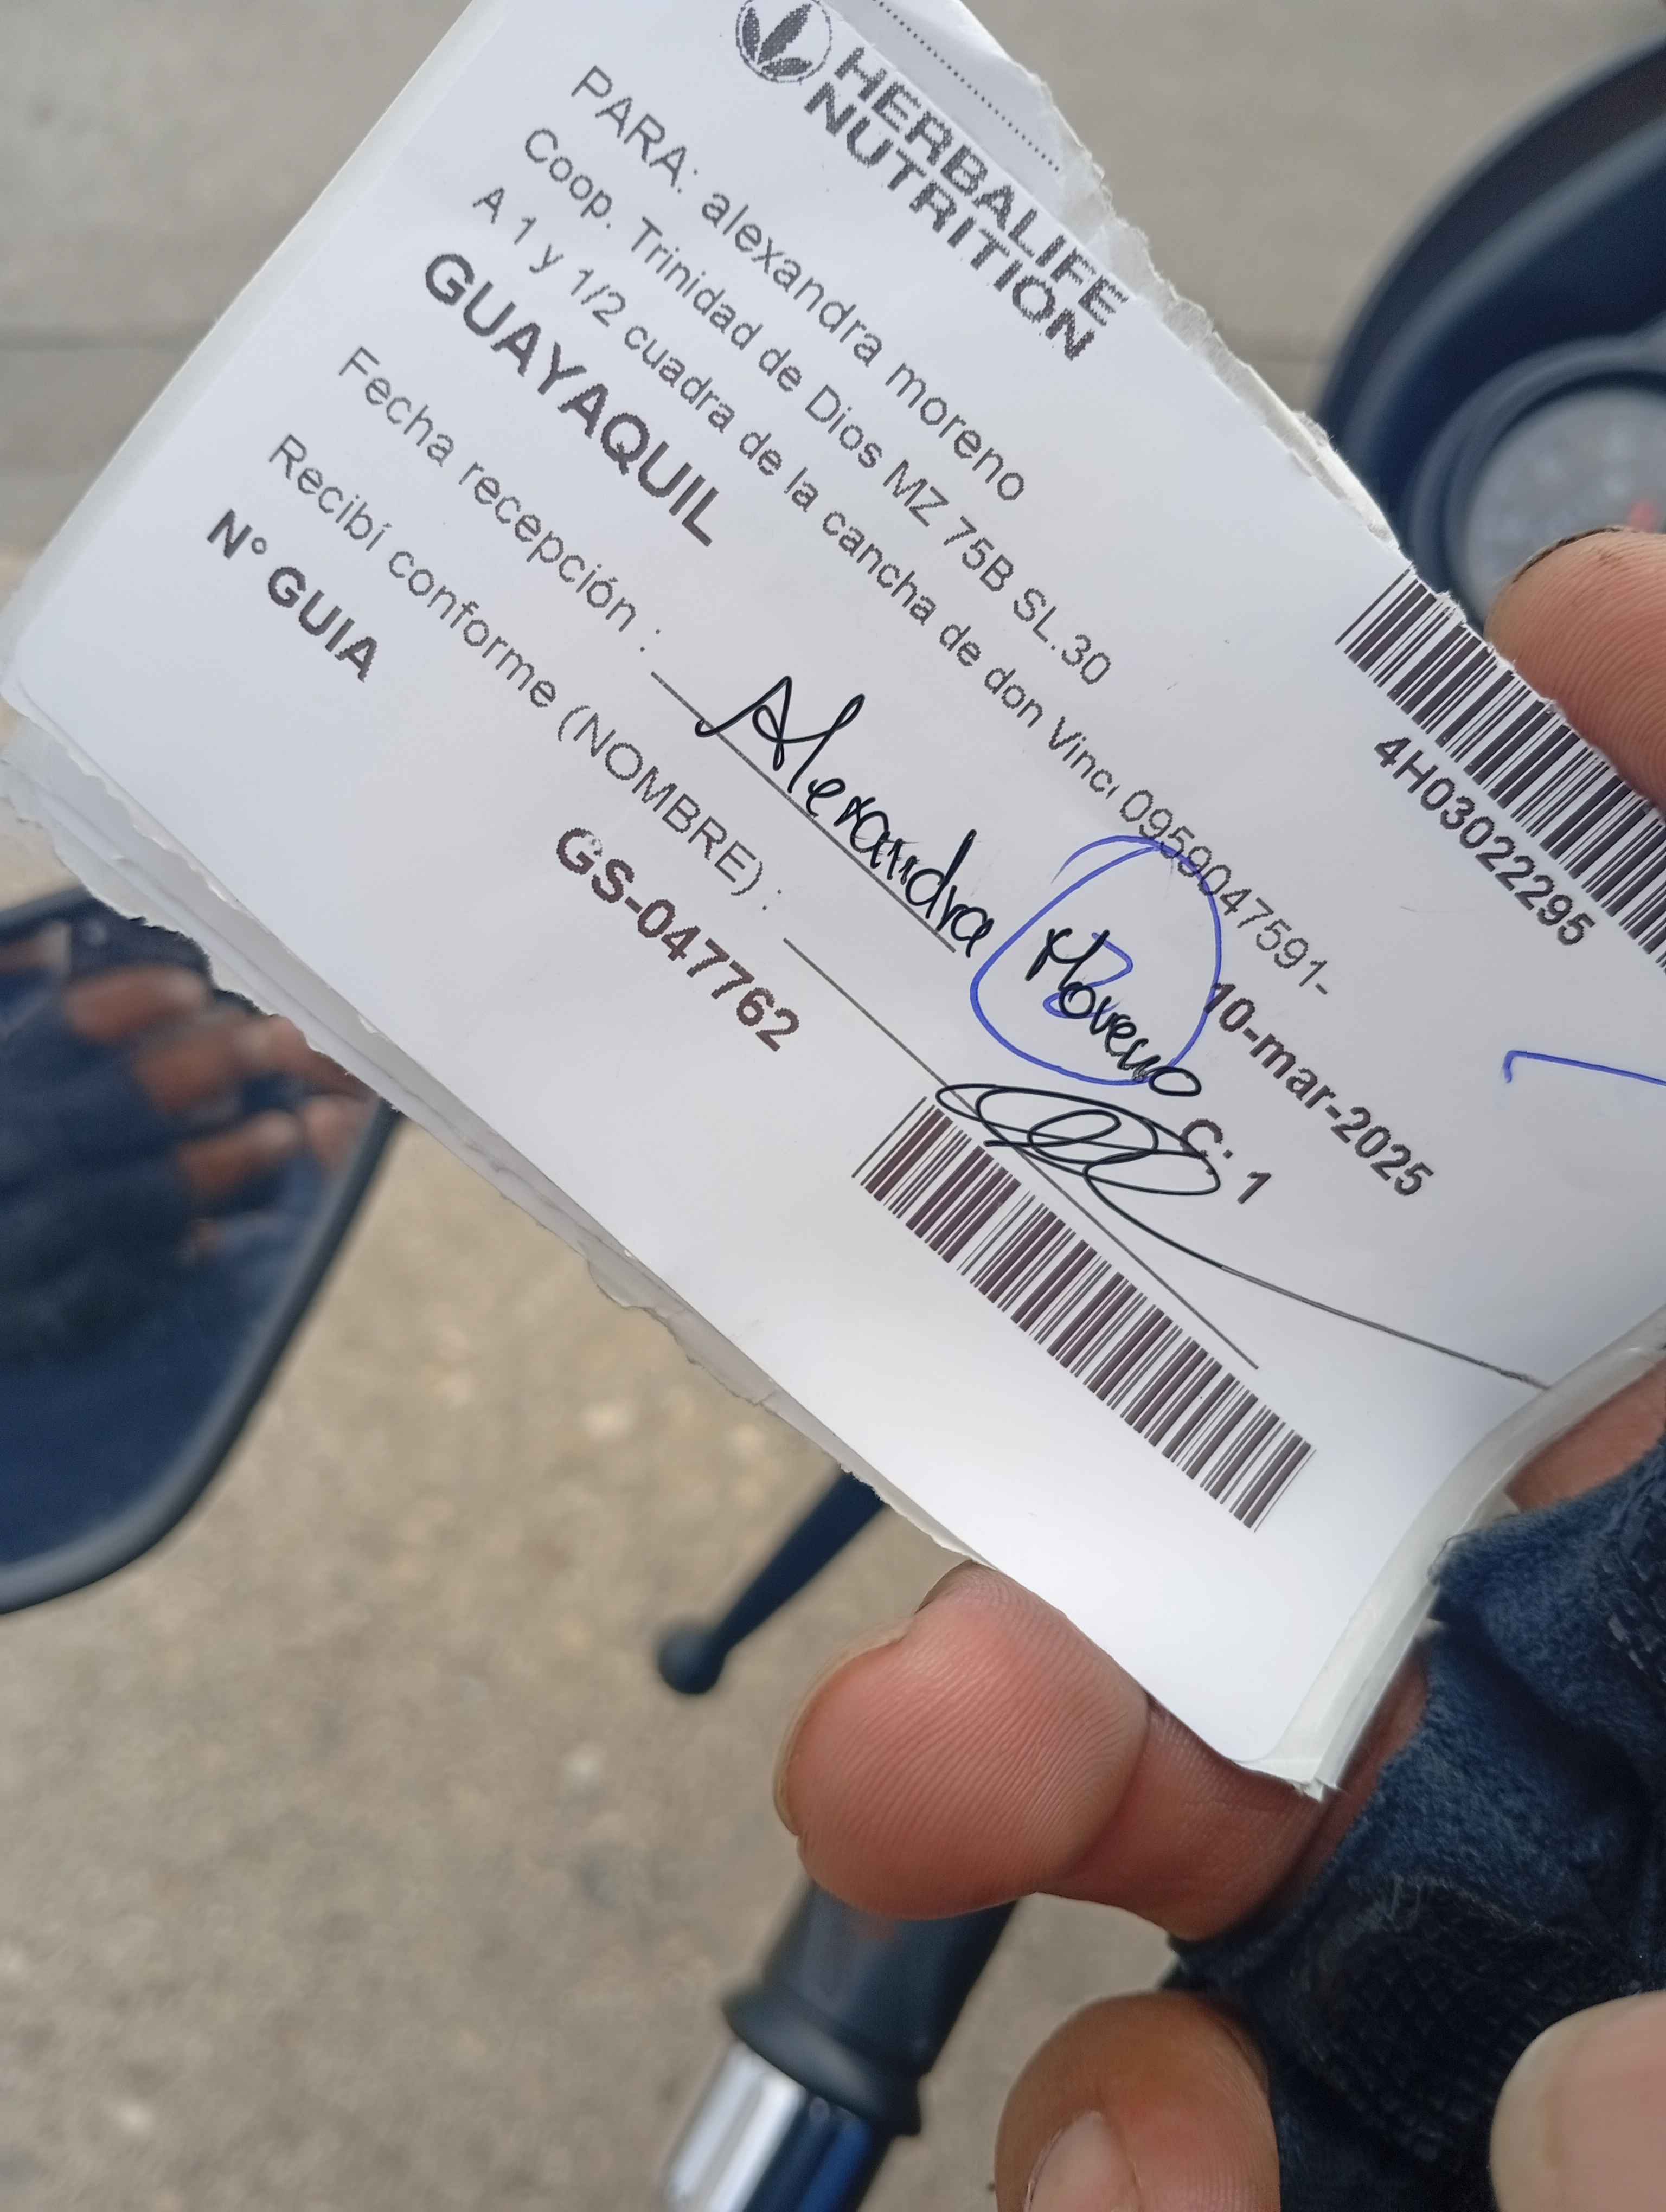 HERBALIFE
NUTRITION
4H03022295
PARA: alexandra moreno
Coop. Trinidad de Dios MZ 75B SL.30
A 1 y 1/2 cuadra de la cancha de don Vinci 0959047591-
GUAYAQUIL
10-mar-2025
Fecha recepción :
Alexandra Moreno
C. 1
Recibí conforme (NOMBRE) :
N° GUIA
GS-047762